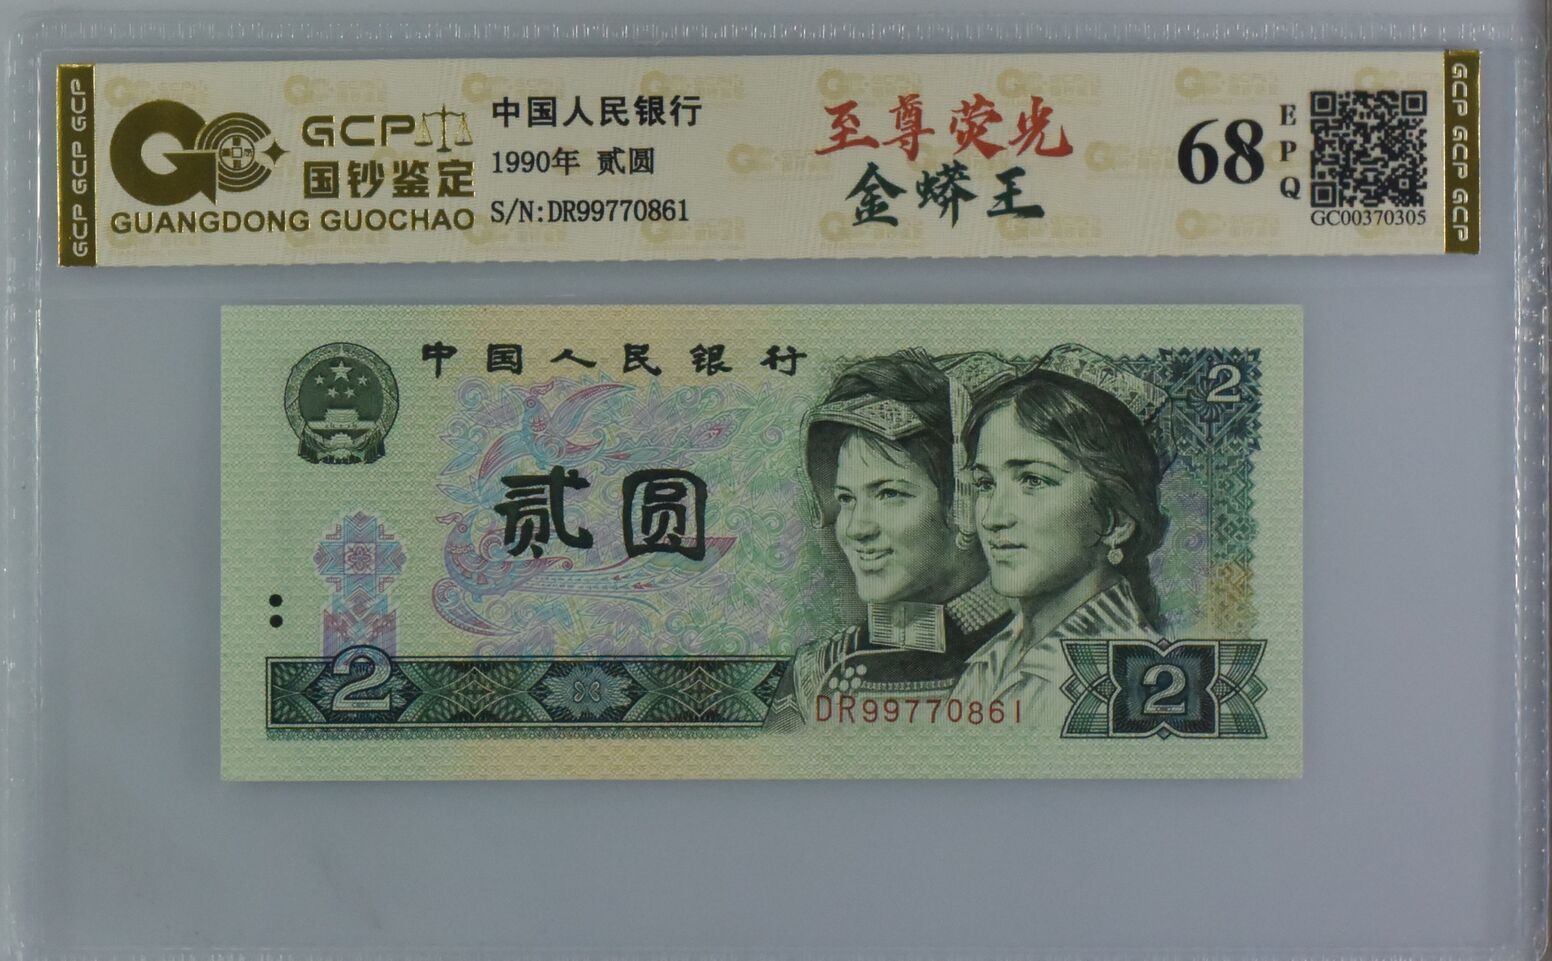 GCP GCP GCP
GCP
国钞鉴定
GUANGDONG GUOCHAO
中国人民银行
1990年 贰圆
S/N:DR99770861
至尊荧光
金蟒王
68
EPQ
GC00370305
GCP GCP GCP
中国人民银行
2
贰圆
2
DR99770861
2